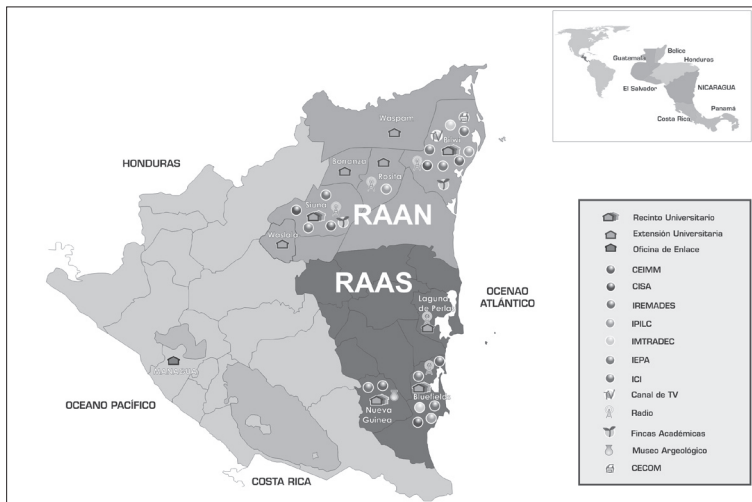 Belice
Guatemala
Honduras
NICARAGUA
El Salvador
Costa Rica
Panamá
HONDURAS
Waspam
Bilwi
Bonanza
Rosita
Siuna
RAAN
Waslala
RAAS
OCENAO
ATLÁNTICO
Laguna
de Perlas
MANAGUA
OCEANO PACÍFICO
Nueva
Guinea
Bluefields
COSTA RICA
Recinto Universitario
Extensión Universitaria
Oficina de Enlace
CEIMM
CISA
IREMADES
IPILC
IMTRADEC
IEPA
ICI
TV Canal de TV
Radio
Fincas Académicas
Museo Argeológico
CECOM